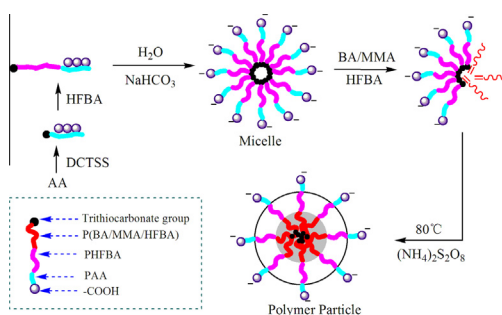 H₂O
NaHCO₃
BA/MMA
HFBA
HFBA
Micelle
DCTSS
AA
Trithiocarbonate group
P(BA/MMA/HFBA)
PHFBA
PAA
-COOH
80℃
(NH₄)₂S₂O₈
Polymer Particle